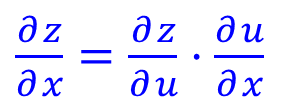 ∂z/∂x = ∂z/∂u · ∂u/∂x